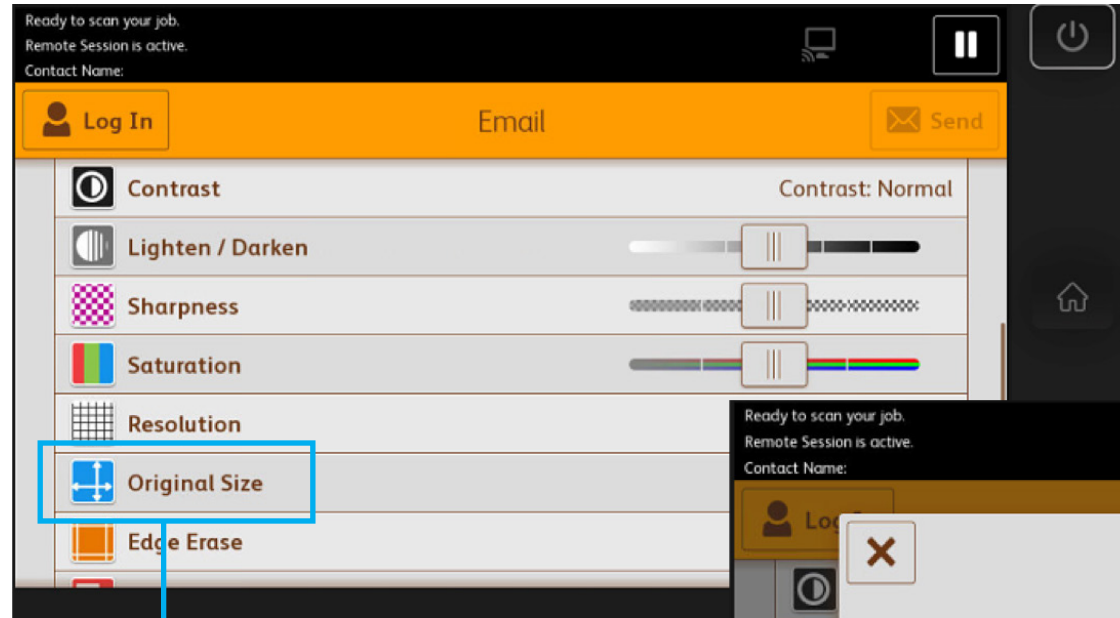 Ready to scan your job.
Remote Session is active.
Contact Name:
Log In
Email
Send
Contrast
Contrast: Normal
Lighten / Darken
Sharpness
Saturation
Resolution
Original Size
Edge Erase
Ready to scan your job.
Remote Session is active.
Contact Name: